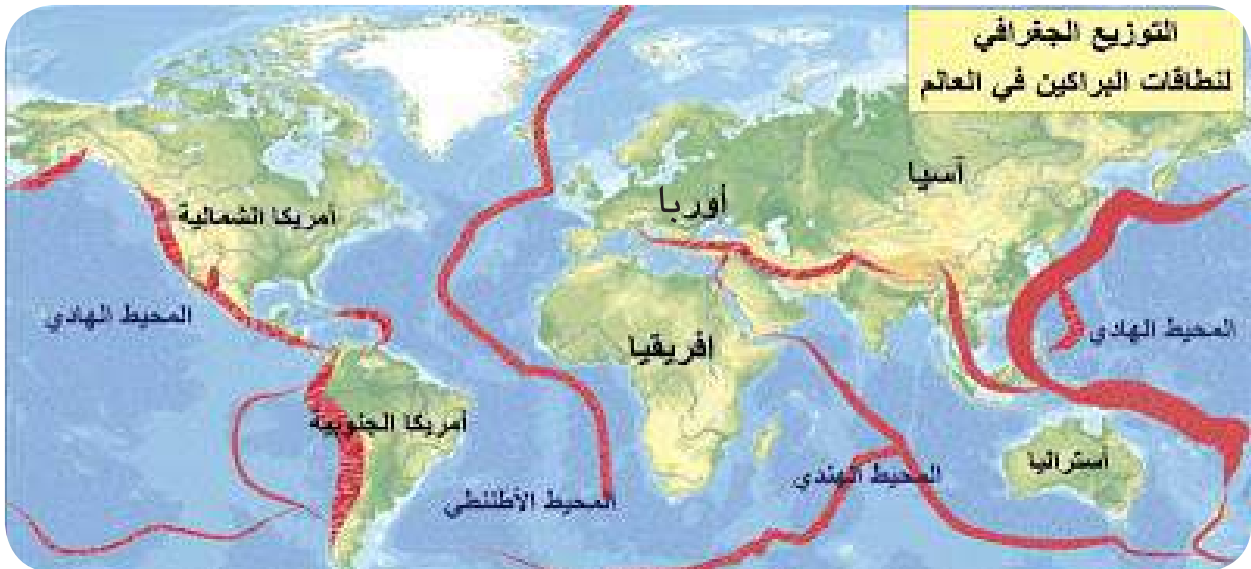 التوزيع الجغرافي
لنطاقات البراكين في العالم
آسيا
أوربا
أمريكا الشمالية
المحيط الهادي
المحيط الهادي
افريقيا
أمريكا الجنوبية
أستراليا
المحيط الهندي
المحيط الأطلنطي